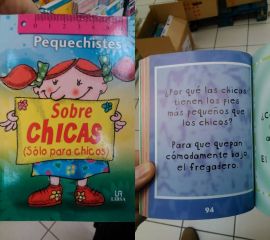 Pequechistes
Sobre
CHICAS
(Sólo para chicos)
LIBSA
¿Por qué las chicas
tienen los pies
más pequeños que
los chicos?
Para que quepan
cómodamente bajo
el fregadero.
94